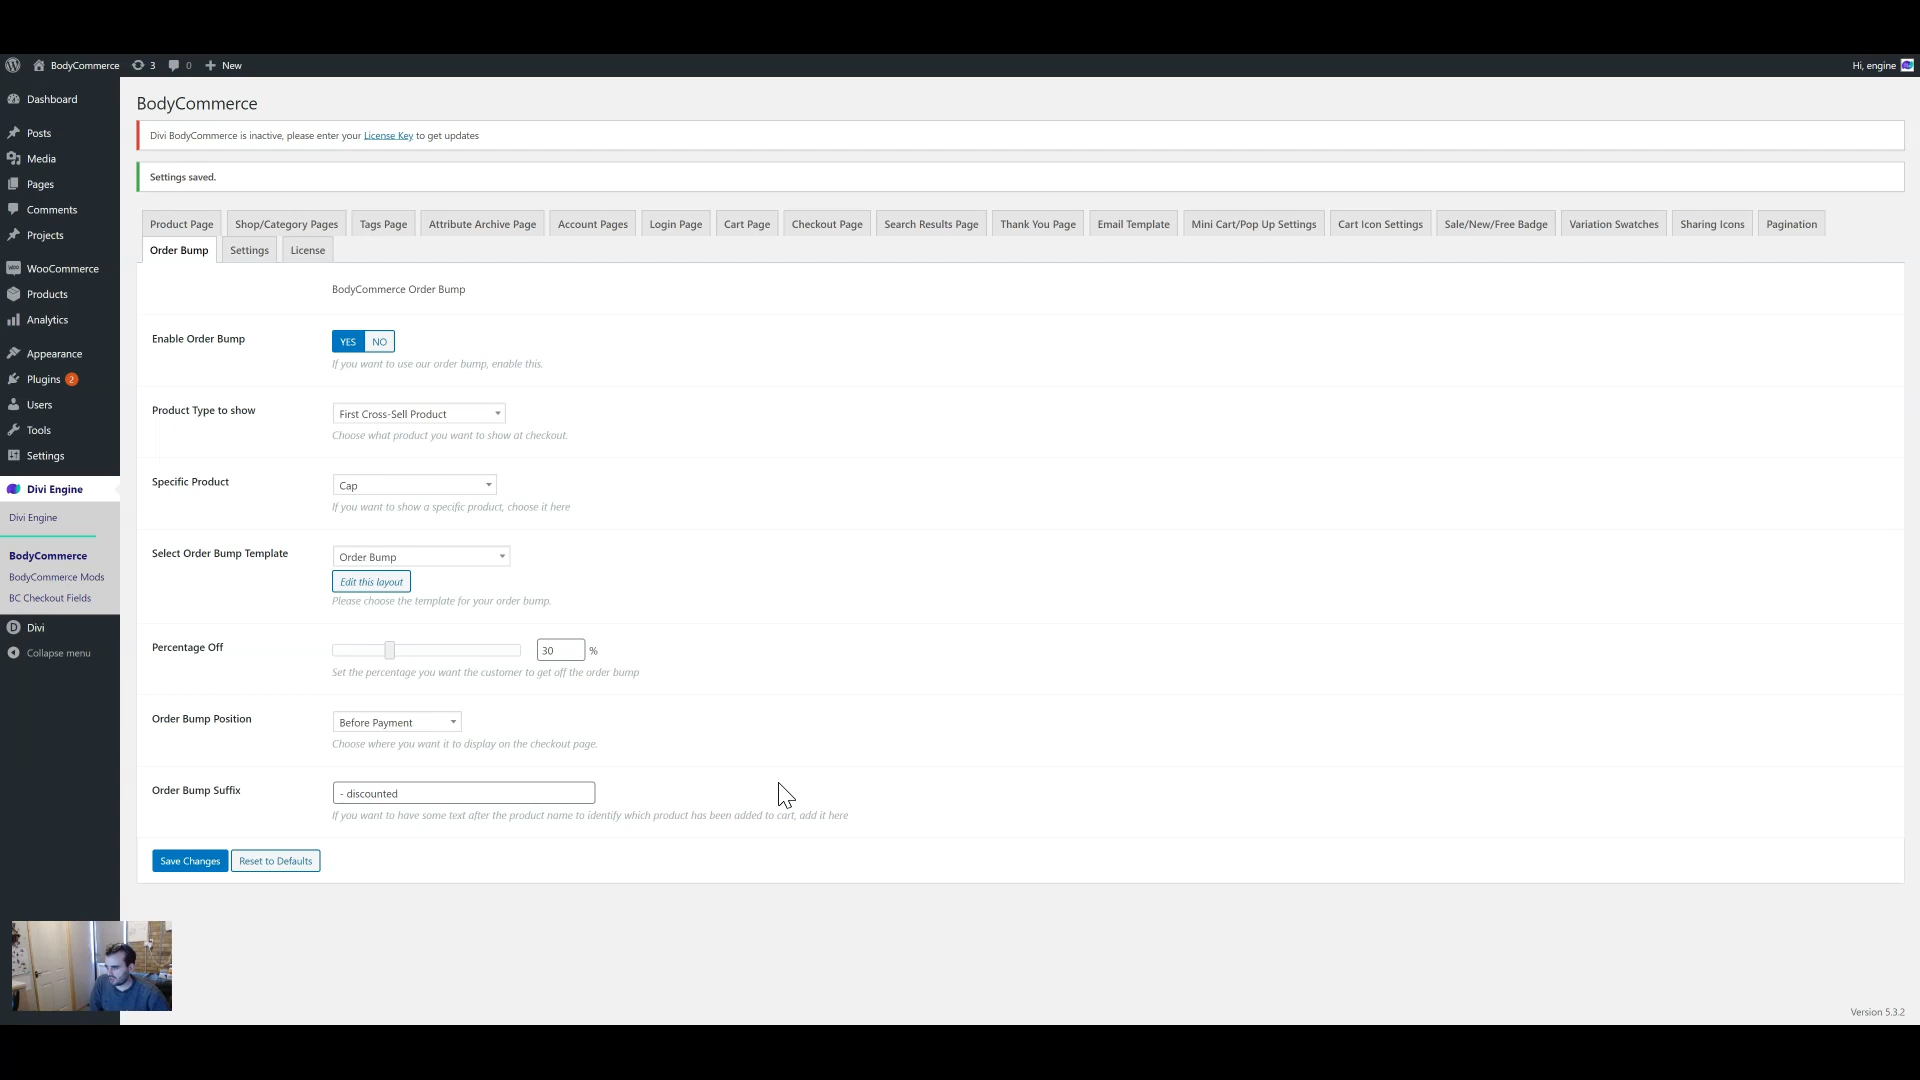 BodyCommerce 3 0 New Hi, engine
Dashboard
Posts
Media
Pages
Comments
Projects
WooCommerce
Products
Analytics
Appearance
Plugins 2
Users
Tools
Settings
Divi Engine
Divi Engine
BodyCommerce
BodyCommerce Mods
BC Checkout Fields
Divi
Collapse menu
BodyCommerce
Divi BodyCommerce is inactive, please enter your License Key to get updates
Settings saved.
Product Page Shop/Category Pages Tags Page Attribute Archive Page Account Pages Login Page Cart Page Checkout Page Search Results Page Thank You Page Email Template Mini Cart/Pop Up Settings Cart Icon Settings Sale/New/Free Badge Variation Swatches Sharing Icons Pagination
Order Bump Settings License
BodyCommerce Order Bump
Enable Order Bump YES NO
If you want to use our order bump, enable this.
Product Type to show First Cross-Sell Product
Choose what product you want to show at checkout.
Specific Product Cap
If you want to show a specific product, choose it here
Select Order Bump Template Order Bump
Edit this layout
Please choose the template for your order bump.
Percentage Off 30 %
Set the percentage you want the customer to get off the order bump
Order Bump Position Before Payment
Choose where you want it to display on the checkout page.
Order Bump Suffix - discounted
If you want to have some text after the product name to identify which product has been added to cart, add it here
Save Changes Reset to Defaults
Version 5.3.2